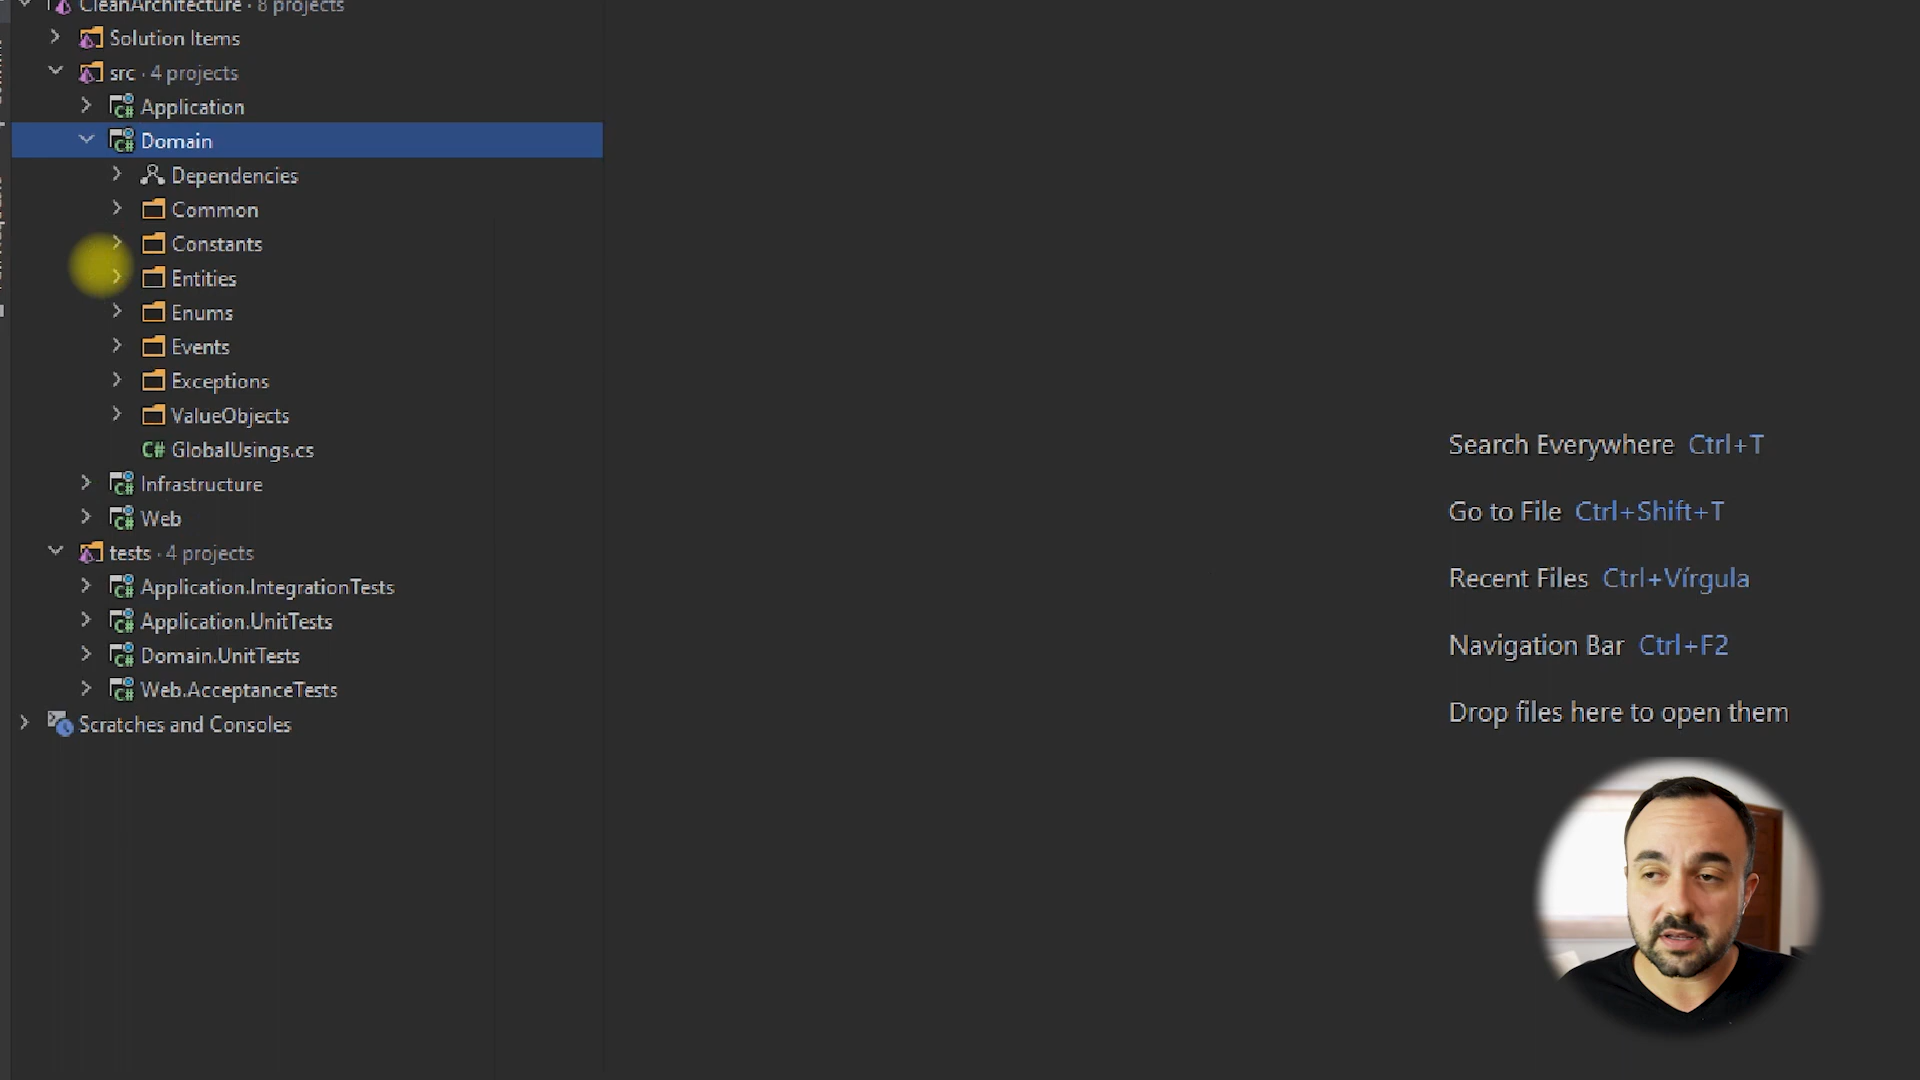 CleanArchitecture · 8 projects
Solution Items
src · 4 projects
Application
Domain
Dependencies
Common
Constants
Entities
Enums
Events
Exceptions
ValueObjects
C# GlobalUsings.cs
Infrastructure
Web
tests · 4 projects
Application.IntegrationTests
Application.UnitTests
Domain.UnitTests
Web.AcceptanceTests
Scratches and Consoles
Search Everywhere Ctrl+T
Go to File Ctrl+Shift+T
Recent Files Ctrl+Vírgula
Navigation Bar Ctrl+F2
Drop files here to open them